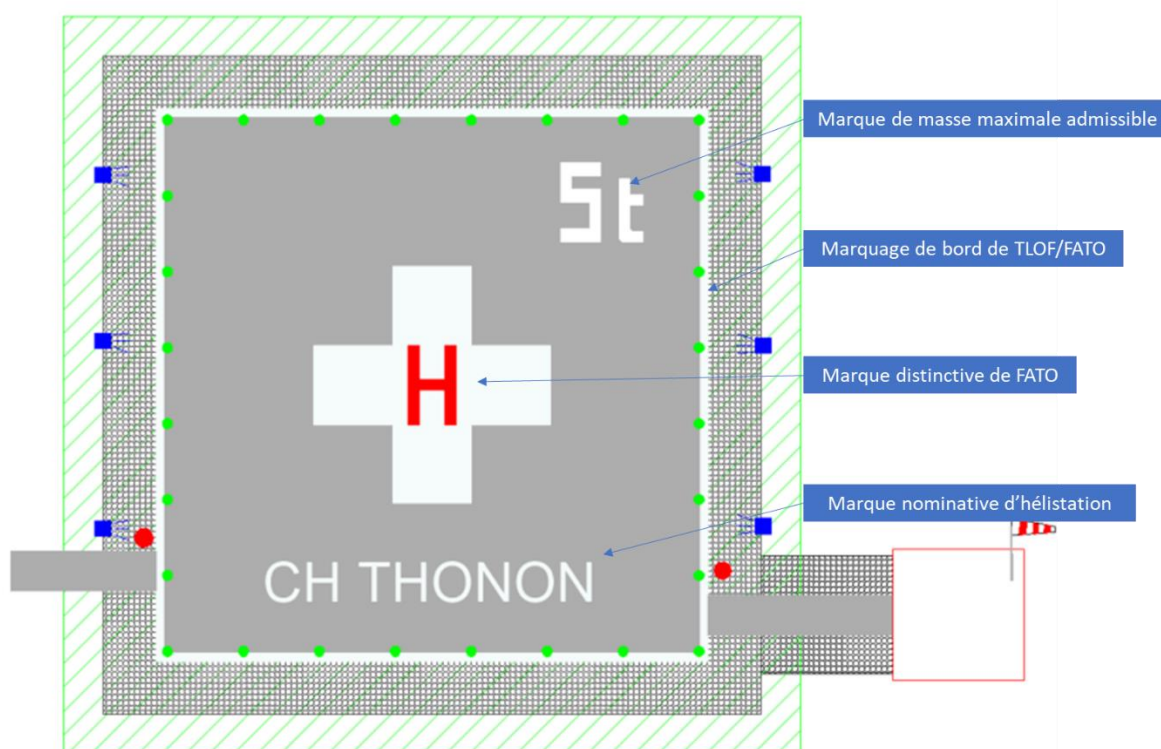 Marque de masse maximale admissible
5t
Marquage de bord de TLOF/FATO
Marque distinctive de FATO
H
Marque nominative d’hélistation
CH THONON